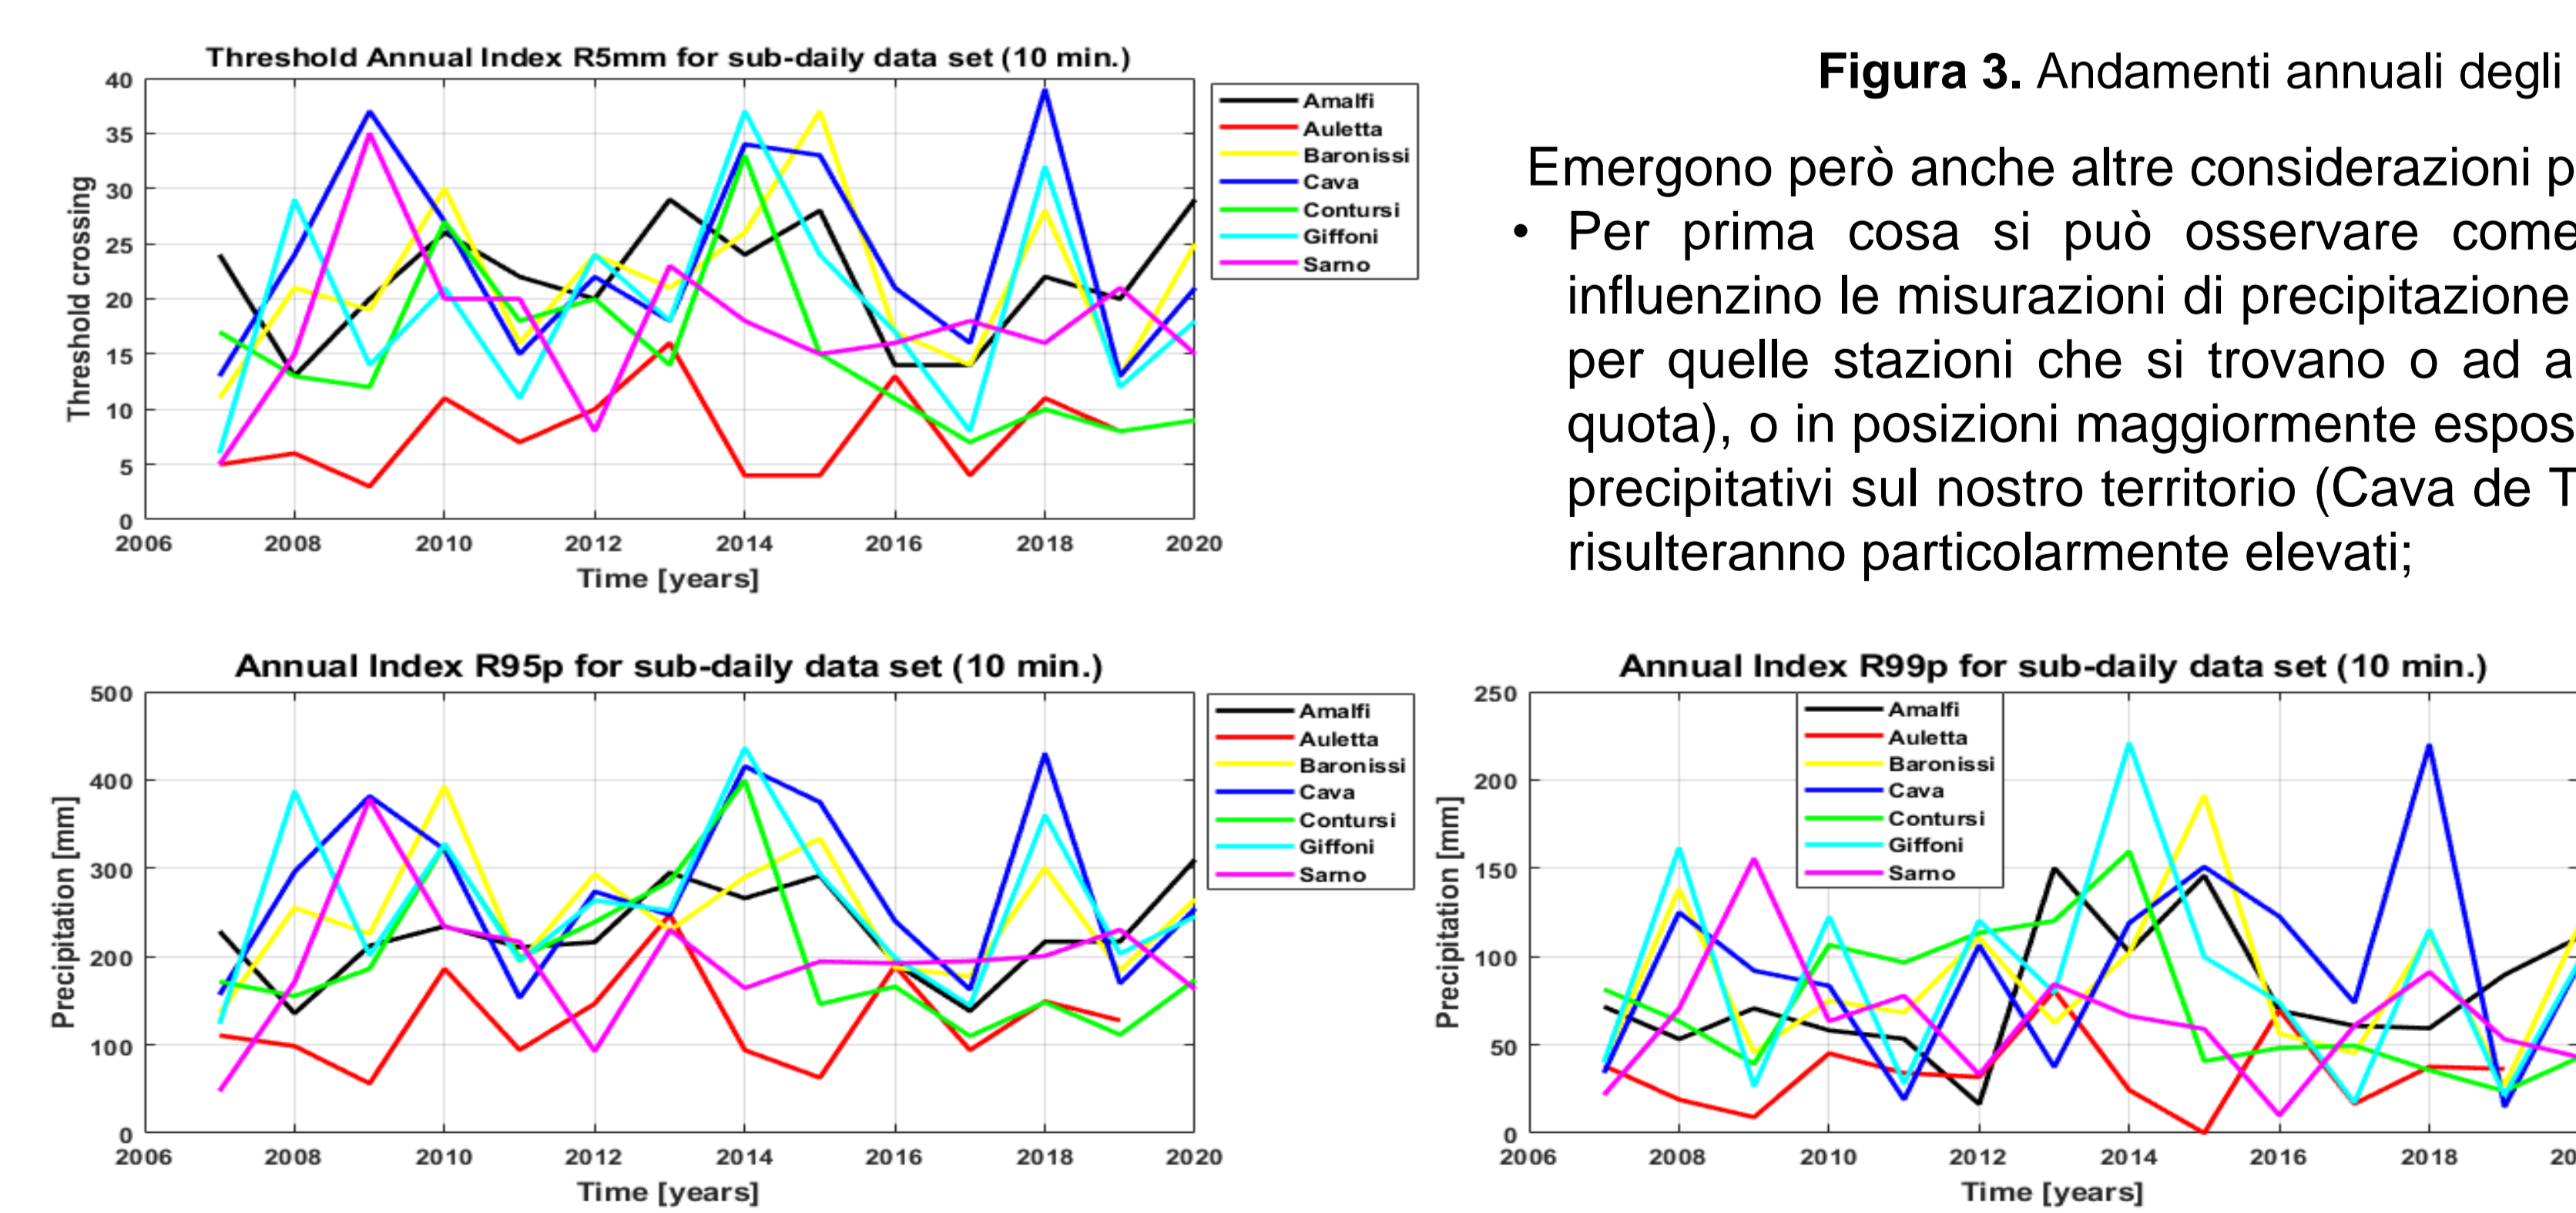 Threshold Annual Index R5mm for sub-daily data set (10 min.)
Threshold crossing
40
35
30
25
20
15
10
5
0
2006 2008 2010 2012 2014 2016 2018 2020
Time [years]
Amalfi
Auletta
Baronissi
Cava
Contursi
Giffoni
Sarno
Figura 3. Andamenti annuali degli
Emergono però anche altre considerazioni
• Per prima cosa si può osservare come
influenzino le misurazioni di precipitazione
per quelle stazioni che si trovano o ad
quota), o in posizioni maggiormente
precipitativi sul nostro territorio (Cava de
risulteranno particolarmente elevati;
Annual Index R95p for sub-daily data set (10 min.)
Precipitation [mm]
500
400
300
200
100
0
2006 2008 2010 2012 2014 2016 2018 2020
Time [years]
Amalfi
Auletta
Baronissi
Cava
Contursi
Giffoni
Sarno
Annual Index R99p for sub-daily data set (10 min.)
Precipitation [mm]
250
200
150
100
50
0
2006 2008 2010 2012 2014 2016 2018
Time [years]
Amalfi
Auletta
Baronissi
Cava
Contursi
Giffoni
Sarno